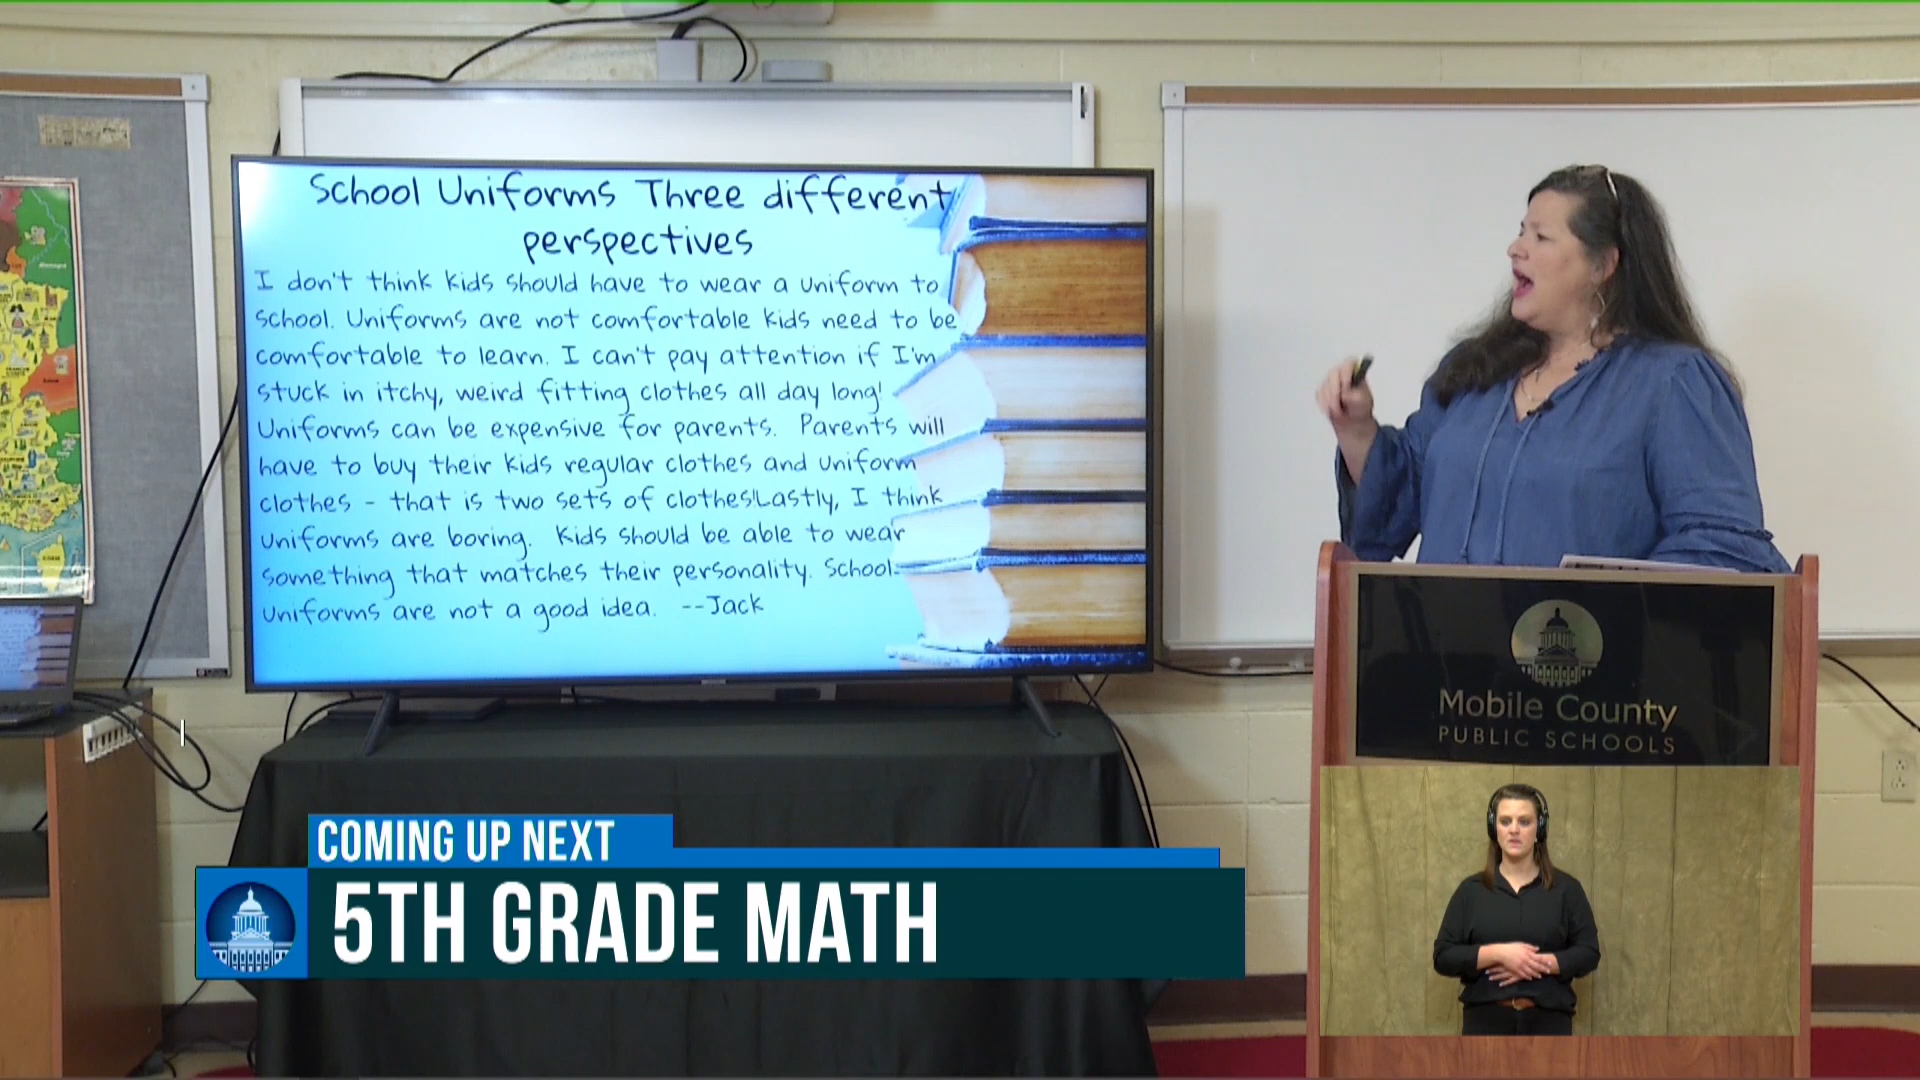 School Uniforms Three different
perspectives
I don't think kids should have to wear a uniform to
school. Uniforms are not comfortable kids need to be
comfortable to learn. I can't pay attention if I'm
stuck in itchy, weird fitting clothes all day long!
Uniforms can be expensive for parents. Parents will
have to buy their kids regular clothes and uniform
clothes - that is two sets of clothes!Lastly, I think
uniforms are boring. Kids should be able to wear
something that matches their personality. School
uniforms are not a good idea. --Jack
Mobile County
PUBLIC SCHOOLS
COMING UP NEXT
5TH GRADE MATH